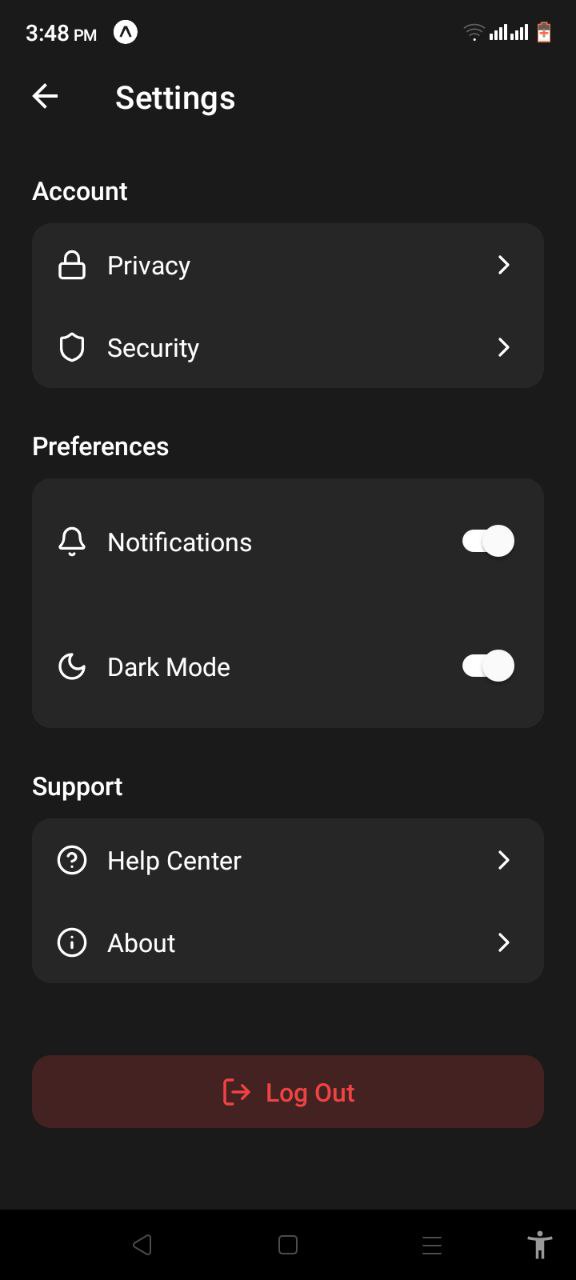 3:48 PM
Settings
Account
Privacy
Security
Preferences
Notifications
Dark Mode
Support
Help Center
About
Log Out